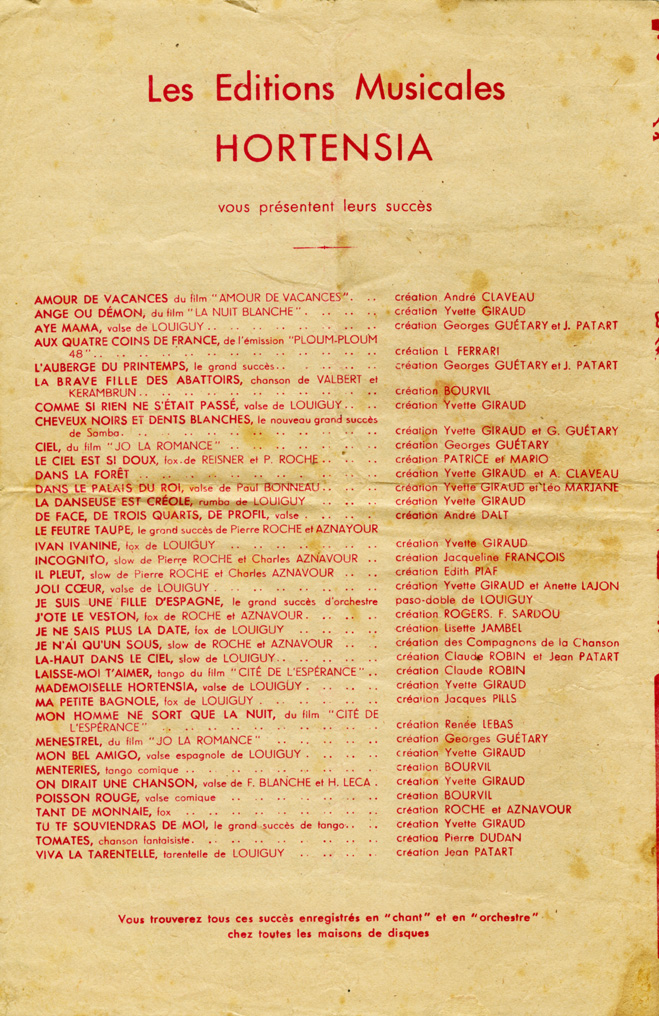 Les Editions Musicales
HORTENSIA
vous présentent leurs succès
AMOUR DE VACANCES du film "AMOUR DE VACANCES". . . création André CLAVEAU
ANGE OU DÉMON, du film "LA NUIT BLANCHE" . . . . . . création Yvette GIRAUD
AYE MAMA, valse de LOUIGUY . . . . . . création Georges GUÉTARY et J. PATART
AUX QUATRE COINS DE FRANCE, de l'émission "PLOUM-PLOUM
48" . . . . . . création L. FERRARI
L'AUBERGE DU PRINTEMPS, le grand succès. . . . . . création Georges GUÉTARY et J. PATART
LA BRAVE FILLE DES ABATTOIRS, chanson de VALBERT et
KERAMBRUN . . . . . . création BOURVIL
COMME SI RIEN NE S'ÉTAIT PASSÉ, valse de LOUIGUY . . . création Yvette GIRAUD
CHEVEUX NOIRS ET DENTS BLANCHES, le nouveau grand succès
de Samba. . . . . . création Yvette GIRAUD et G. GUÉTARY
CIEL, du film "JO LA ROMANCE" . . . . . . création Georges GUÉTARY
LE CIEL EST SI DOUX, fox de REISNER et P. ROCHE . . . création PATRICE et MARIO
DANS LA FORÊT . . . . . . création Yvette GIRAUD et A. CLAVEAU
DANS LE PALAIS DU ROI, valse de Paul BONNEAU . . . création Yvette GIRAUD et Léo MARJANE
LA DANSEUSE EST CRÉOLE, rumba de LOUIGUY . . . création Yvette GIRAUD
DE FACE, DE TROIS QUARTS, DE PROFIL, valse . . . création André DALT
LE FEUTRE TAUPE, le grand succès de Pierre ROCHE et AZNAVOUR
IVAN IVANINE, fox de LOUIGUY . . . . . . création Yvette GIRAUD
INCOGNITO, slow de Pierre ROCHE et Charles AZNAVOUR . . . création Jacqueline FRANÇOIS
IL PLEUT, slow de Pierre ROCHE et Charles AZNAVOUR . . . création Edith PIAF
JOLI CŒUR, valse de LOUIGUY . . . . . . création Yvette GIRAUD et Anette LAJON
JE SUIS UNE FILLE D'ESPAGNE, le grand succès d'orchestre paso-doble de LOUIGUY
J'OTE LE VESTON, fox de ROCHE et AZNAVOUR . . . création ROGERS. F. SARDOU
JE NE SAIS PLUS LA DATE, fox de LOUIGUY . . . création Lisette JAMBEL
JE N'AI QU'UN SOUS, slow de ROCHE et AZNAVOUR . . . création des Compagnons de la Chanson
LA-HAUT DANS LE CIEL, slow de LOUIGUY . . . création Claude ROBIN et Jean PATART
LAISSE-MOI T'AIMER, tango du film "CITÉ DE L'ESPÉRANCE" . . création Claude ROBIN
MADEMOISELLE HORTENSIA, valse de LOUIGUY . . . création Yvette GIRAUD
MA PETITE BAGNOLE, fox de LOUIGUY . . . création Jacques PILLS
MON HOMME NE SORT QUE LA NUIT, du film "CITÉ DE
L'ESPÉRANCE" . . . . . . création Renée LEBAS
MENESTREL, du film "JO LA ROMANCE" . . . création Georges GUÉTARY
MON BEL AMIGO, valse espagnole de LOUIGUY . . . création Yvette GIRAUD
MENTERIES, tango comique . . . . . . création BOURVIL
ON DIRAIT UNE CHANSON, valse de F. BLANCHE et H. LECA . création Yvette GIRAUD
POISSON ROUGE, valse comique . . . . . . création BOURVIL
TANT DE MONNAIE, fox . . . . . . création ROCHE et AZNAVOUR
TU TE SOUVIENDRAS DE MOI, le grand succès de tango. . . création Yvette GIRAUD
TOMATES, chanson fantaisiste. . . . . . création Pierre DUDAN
VIVA LA TARENTELLE, tarentelle de LOUIGUY . . . création Jean PATART
Vous trouverez tous ces succès enregistrés en "chant" et en "orchestre"
chez toutes les maisons de disques